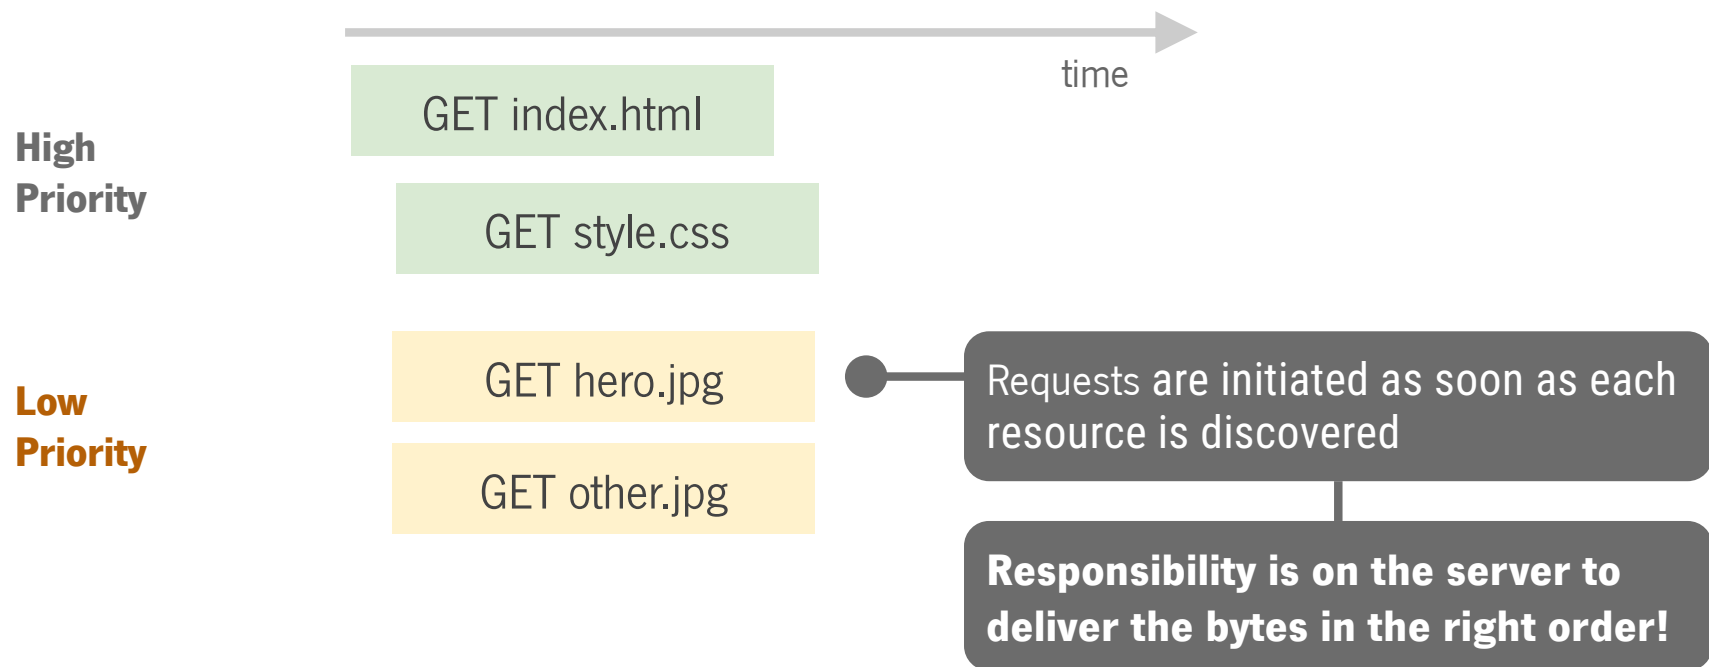 time
GET index.html
High
Priority
GET style.css
GET hero.jpg
Low
Priority
GET other.jpg
Requests are initiated as soon as each
resource is discovered
Responsibility is on the server to
deliver the bytes in the right order!